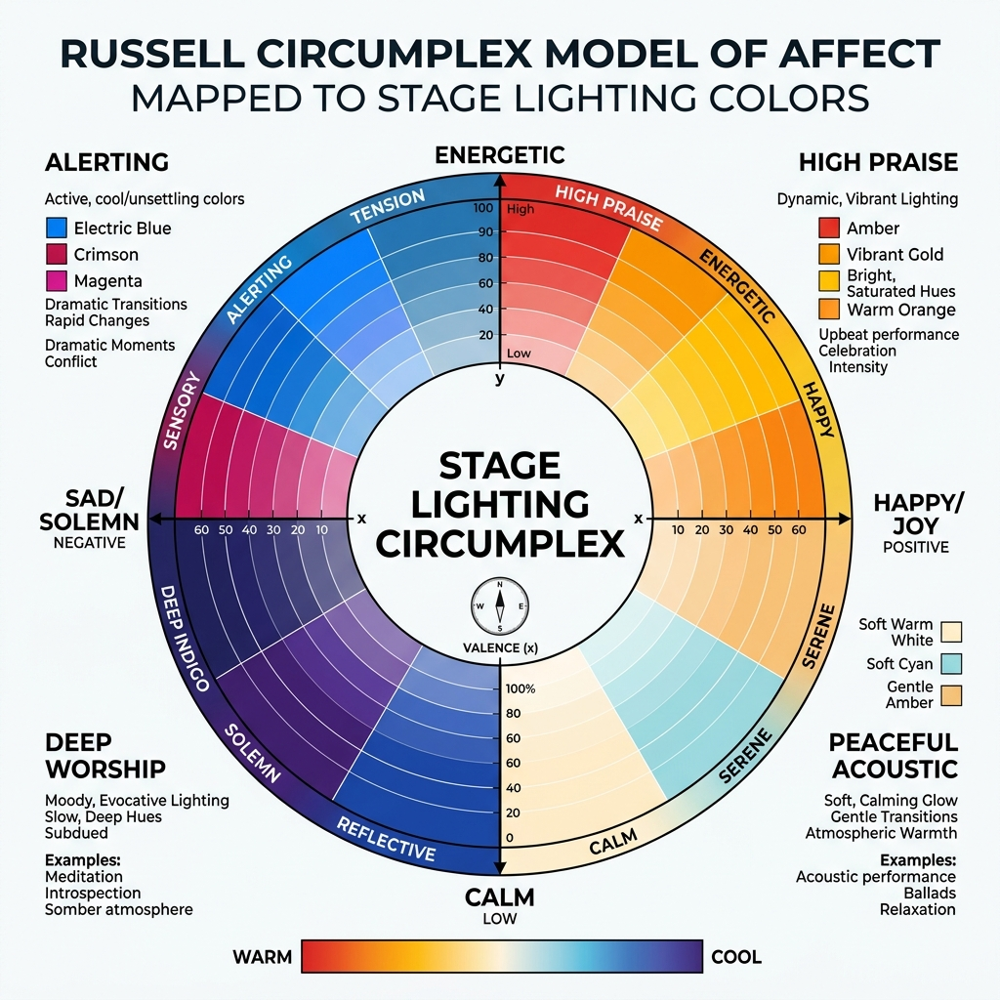 RUSSELL CIRCUMPLEX MODEL OF AFFECT
MAPPED TO STAGE LIGHTING COLORS
ALERTING
Active, cool/unsettling colors
Electric Blue
Crimson
Magenta
Dramatic Transitions
Rapid Changes
Dramatic Moments
Conflict
ENERGETIC
HIGH PRAISE
Dynamic, Vibrant Lighting
Amber
Vibrant Gold
Bright,
Saturated Hues
Warm Orange
Upbeat performance
Celebration
Intensity
TENSION
HIGH PRAISE
ALERTING
ENERGETIC
SENSORY
HAPPY
100
High
90
80
60
40
20
Low
y
SAD/
SOLEMN
NEGATIVE
60 50 40 30 20 10
x
STAGE
LIGHTING
CIRCUMPLEX
x
10 20 30 40 50 60
HAPPY/
JOY
POSITIVE
N
W E
S
VALENCE (x)
DEEP INDIGO
SERENE
SOLEMN
SERENE
REFLECTIVE
CALM
100%
80
60
60
40
20
0
Soft Warm
White
Soft Cyan
Gentle
Amber
DEEP
WORSHIP
Moody, Evocative Lighting
Slow, Deep Hues
Subdued
Examples:
Meditation
Introspection
Somber atmosphere
PEACEFUL
ACOUSTIC
Soft, Calming Glow
Gentle Transitions
Atmospheric Warmth
Examples:
Acoustic performance
Ballads
Relaxation
CALM
LOW
WARM
COOL